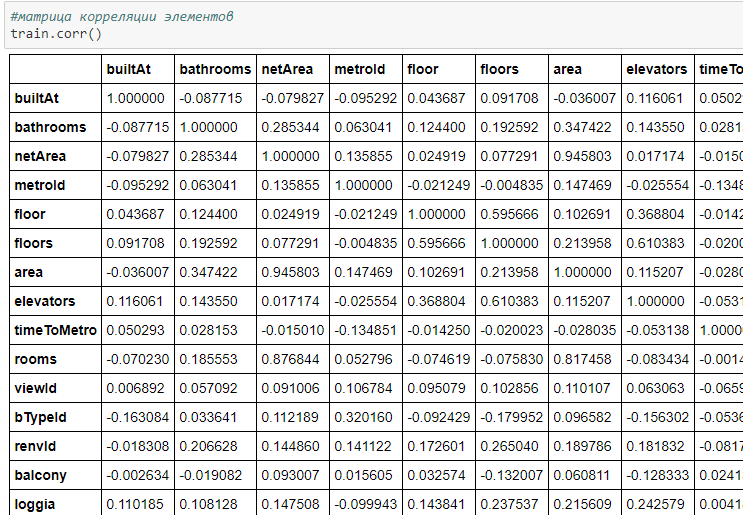 #матрица корреляции элементов
train.corr()
builtAt bathrooms netArea metroId floor floors area elevators timeTo
builtAt 1.000000 -0.087715 -0.079827 -0.095292 0.043687 0.091708 -0.036007 0.116061 0.0502
bathrooms -0.087715 1.000000 0.285344 0.063041 0.124400 0.192592 0.347422 0.143550 0.0281
netArea -0.079827 0.285344 1.000000 0.135855 0.024919 0.077291 0.945803 0.017174 -0.0150
metroId -0.095292 0.063041 0.135855 1.000000 -0.021249 -0.004835 0.147469 -0.025554 -0.1348
floor 0.043687 0.124400 0.024919 -0.021249 1.000000 0.595666 0.102691 0.368804 -0.0142
floors 0.091708 0.192592 0.077291 -0.004835 0.595666 1.000000 0.213958 0.610383 -0.0200
area -0.036007 0.347422 0.945803 0.147469 0.102691 0.213958 1.000000 0.115207 -0.0280
elevators 0.116061 0.143550 0.017174 -0.025554 0.368804 0.610383 0.115207 1.000000 -0.0531
timeToMetro 0.050293 0.028153 -0.015010 -0.134851 -0.014250 -0.020023 -0.028035 -0.053138 1.0000
rooms -0.070230 0.185553 0.876844 0.052796 -0.074619 -0.075830 0.817458 -0.083434 -0.0014
viewId 0.006892 0.057092 0.091006 0.106784 0.095079 0.102856 0.110107 0.063063 -0.0659
bTypeId -0.163084 0.033641 0.112189 0.320160 -0.092429 -0.179952 0.096582 -0.156302 -0.0536
renvId -0.018308 0.206628 0.144860 0.141122 0.172601 0.265040 0.189786 0.181832 -0.0817
balcony -0.002634 -0.019082 0.093007 0.015605 0.032574 -0.132007 0.060811 -0.128333 0.0241
loggia 0.110185 0.108128 0.147508 -0.099943 0.143841 0.237537 0.215609 0.242579 0.0041